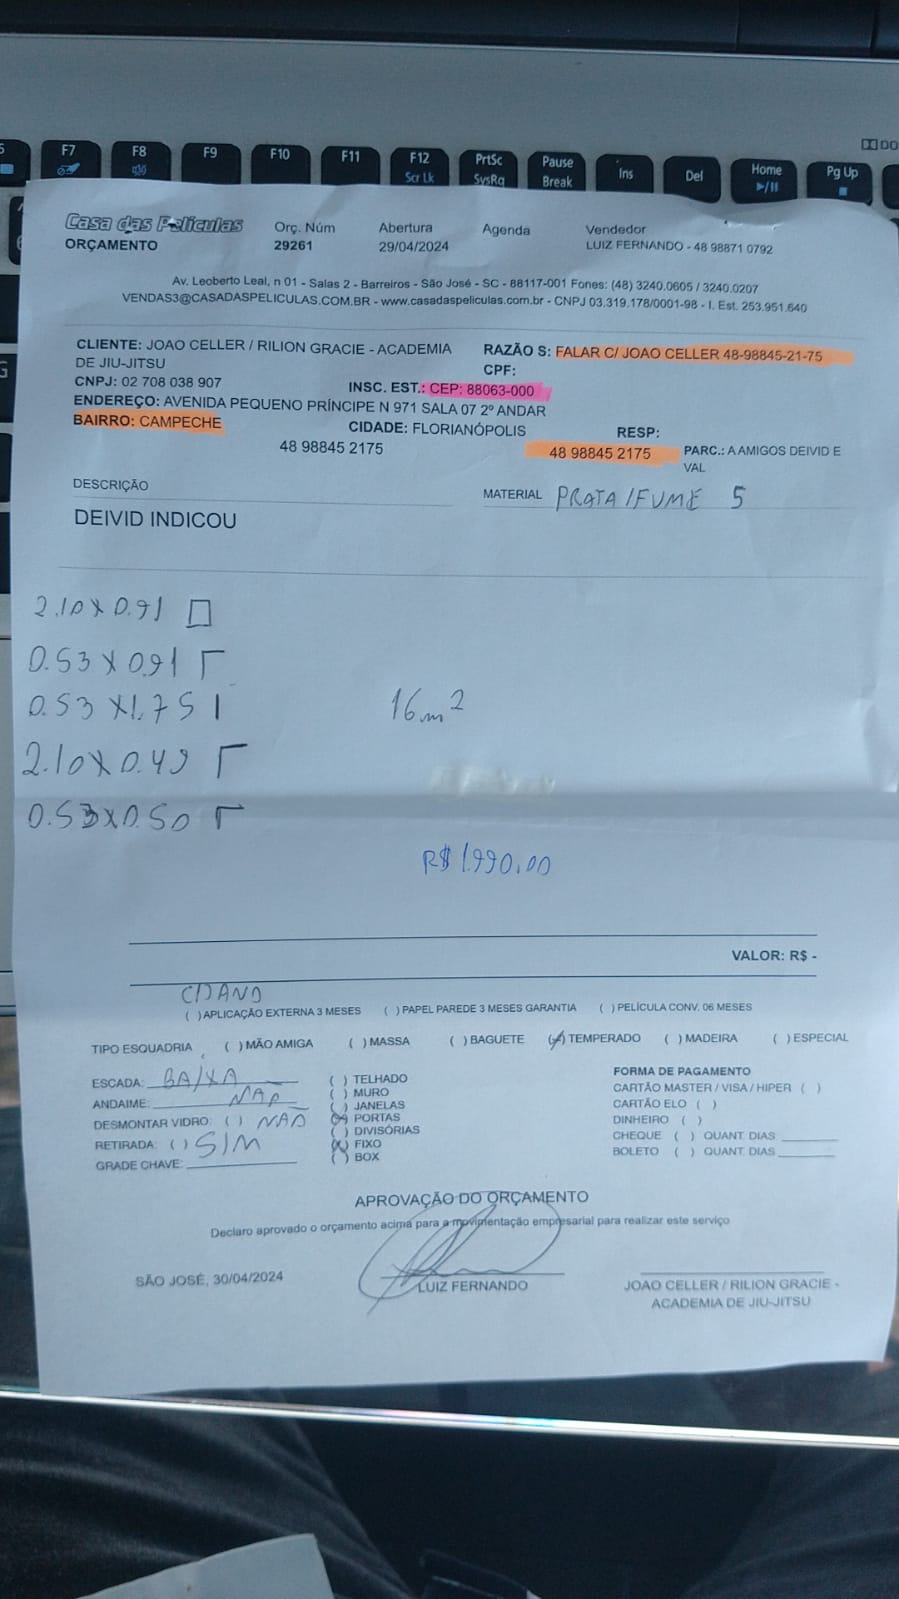 F7 F8 F9 F10 F11 F12 PrtSc Pause Ins Del Home Pg Up
Scr Lk SysRq Break
Casa das Películas Orç. Núm Abertura Agenda Vendedor
ORÇAMENTO 29261 29/04/2024 LUIZ FERNANDO - 48 98871 0792
Av. Leoberto Leal, n 01 - Salas 2 - Barreiros - São José - SC - 88117-001 Fones: (48) 3240.0605 / 3240.0207
VENDAS3@CASADASPELICULAS.COM.BR - www.casadaspeliculas.com.br - CNPJ 03.319.178/0001-98 - I. Est. 253.951.640
CLIENTE: JOAO CELLER / RILION GRACIE - ACADEMIA DE JIU-JITSU
RAZÃO S: FALAR C/ JOAO CELLER 48-98845-21-75
CPF:
CNPJ: 02 708 038 907 INSC. EST.: CEP: 88063-000
ENDEREÇO: AVENIDA PEQUENO PRÍNCIPE N 971 SALA 07 2º ANDAR
BAIRRO: CAMPECHE CIDADE: FLORIANÓPOLIS RESP:
48 98845 2175 48 98845 2175 PARC.: A AMIGOS DEIVID E VAL
DESCRIÇÃO MATERIAL PRATA/FUME 5
DEIVID INDICOU
2.10 X 0.91
0.53 X 0.91
0.53 X 1.75
16 m²
2.10 X 0.49
0.53 X 0.50
R$ 1.990,00
VALOR: R$ -
( ) APLICAÇÃO EXTERNA 3 MESES ( ) PAPEL PAREDE 3 MESES GARANTIA ( ) PELÍCULA CONV. 06 MESES
TIPO ESQUADRIA ( ) MÃO AMIGA ( ) MASSA ( ) BAGUETE (X) TEMPERADO ( ) MADEIRA ( ) ESPECIAL
ESCADA: BAIXA ( ) TELHADO FORMA DE PAGAMENTO
ANDAIME: NÃO ( ) MURO CARTÃO MASTER / VISA / HIPER ( )
( ) JANELAS CARTÃO ELO ( )
DESMONTAR VIDRO: ( ) NÃO (X) PORTAS DINHEIRO ( )
RETIRADA: ( ) SIM ( ) DIVISÓRIAS CHEQUE ( ) QUANT. DIAS
GRADE CHAVE: (X) FIXO BOLETO ( ) QUANT. DIAS
( ) BOX
APROVAÇÃO DO ORÇAMENTO
Declaro aprovado o orçamento acima para a movimentação empresarial para realizar este serviço
SÃO JOSÉ, 30/04/2024 LUIZ FERNANDO JOAO CELLER / RILION GRACIE -
ACADEMIA DE JIU-JITSU